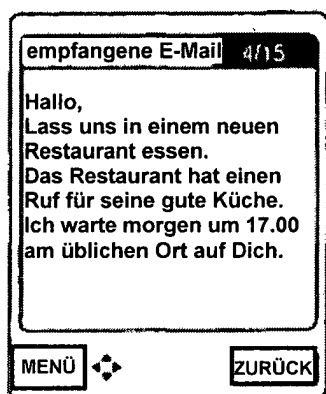 empfangene E-Mail 4/15
Hallo,
Lass uns in einem neuen
Restaurant essen.
Das Restaurant hat einen
Ruf für seine gute Küche.
Ich warte morgen um 17.00
am üblichen Ort auf Dich.
MENÜ ZURÜCK